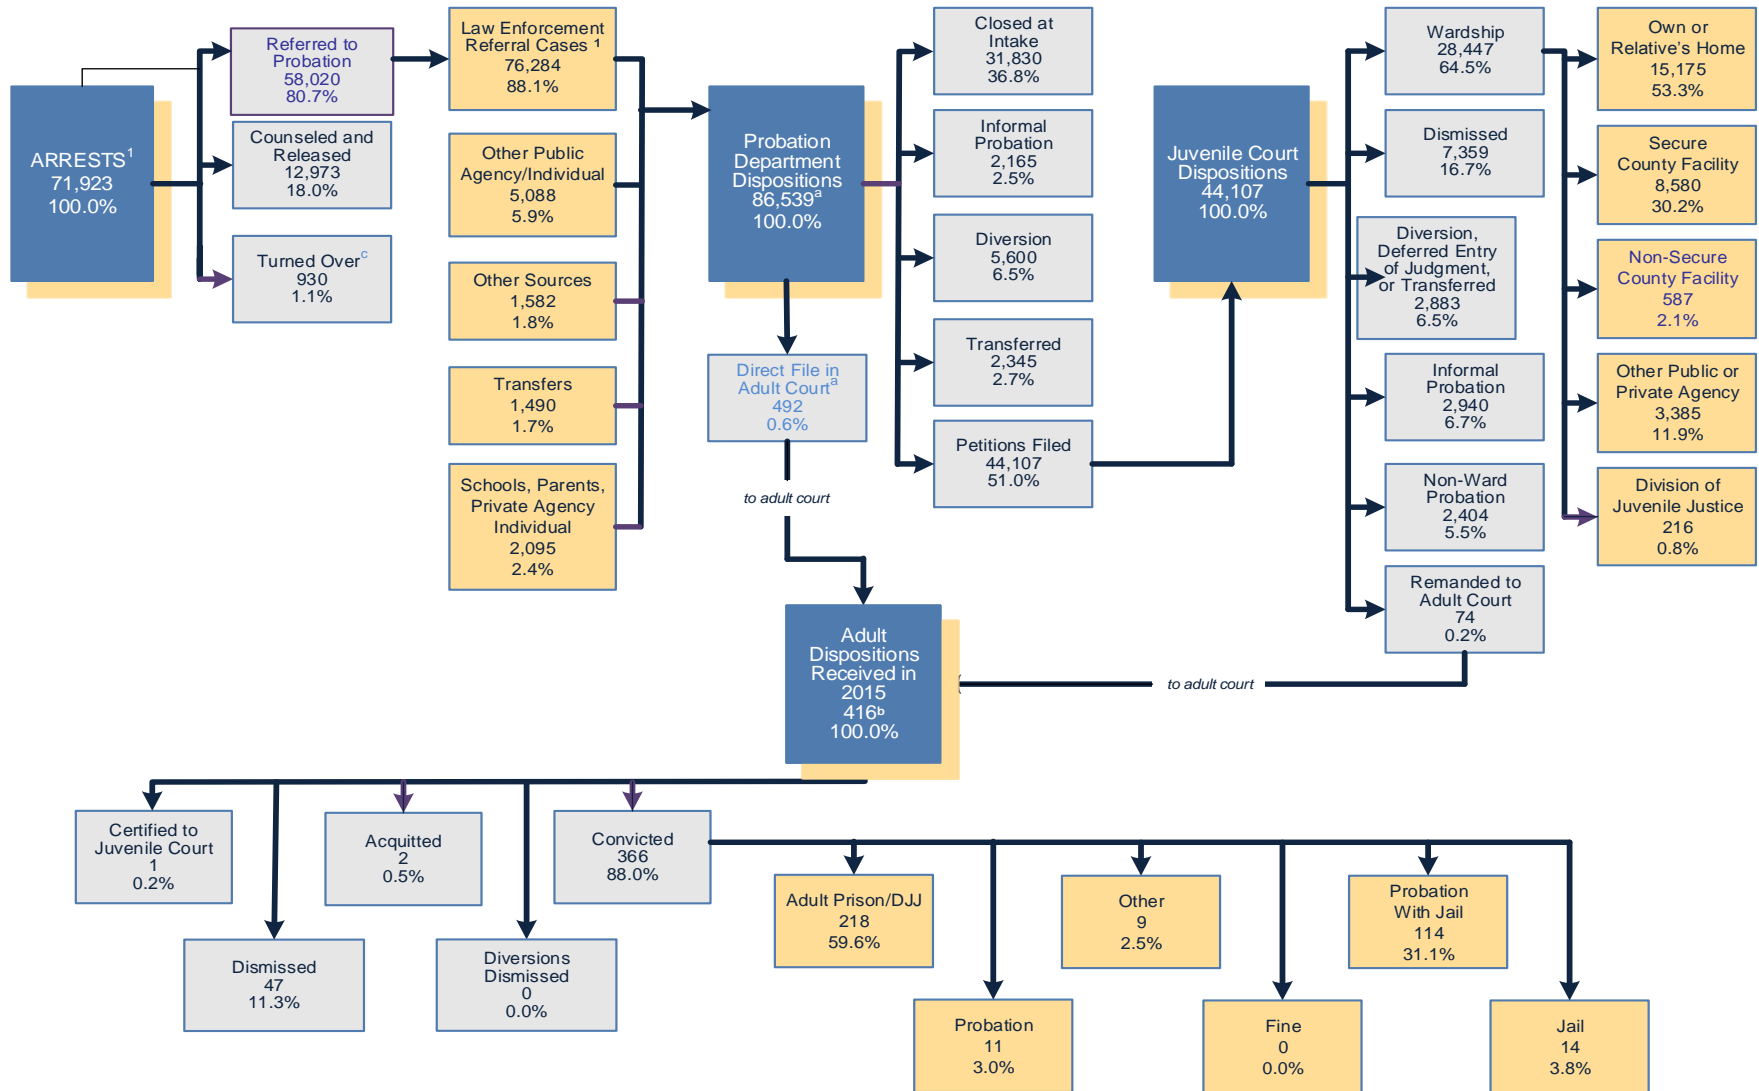 ARRESTS1
71,923
100.0%
Referred to
Probation
58,020
80.7%
Counseled and
Released
12,973
18.0%
Turned Overc
930
1.1%
Law Enforcement
Referral Cases 1
76,284
88.1%
Other Public
Agency/Individual
5,088
5.9%
Other Sources
1,582
1.8%
Transfers
1,490
1.7%
Schools, Parents,
Private Agency
Individual
2,095
2.4%
Probation
Department
Dispositions
86,539a
100.0%
Direct File in
Adult Courta
492
0.6%
to adult court
Closed at
Intake
31,830
36.8%
Informal
Probation
2,165
2.5%
Diversion
5,600
6.5%
Transferred
2,345
2.7%
Petitions Filed
44,107
51.0%
Juvenile Court
Dispositions
44,107
100.0%
Wardship
28,447
64.5%
Dismissed
7,359
16.7%
Diversion,
Deferred Entry
of Judgment,
or Transferred
2,883
6.5%
Informal
Probation
2,940
6.7%
Non-Ward
Probation
2,404
5.5%
Remanded to
Adult Court
74
0.2%
to adult court
Own or
Relative's Home
15,175
53.3%
Secure
County Facility
8,580
30.2%
Non-Secure
County Facility
587
2.1%
Other Public or
Private Agency
3,385
11.9%
Division of
Juvenile Justice
216
0.8%
Adult
Dispositions
Received in
2015
416b
100.0%
Certified to
Juvenile Court
1
0.2%
Dismissed
47
11.3%
Acquitted
2
0.5%
Diversions
Dismissed
0
0.0%
Convicted
366
88.0%
Adult Prison/DJJ
218
59.6%
Probation
11
3.0%
Other
9
2.5%
Fine
0
0.0%
Probation
With Jail
114
31.1%
Jail
14
3.8%